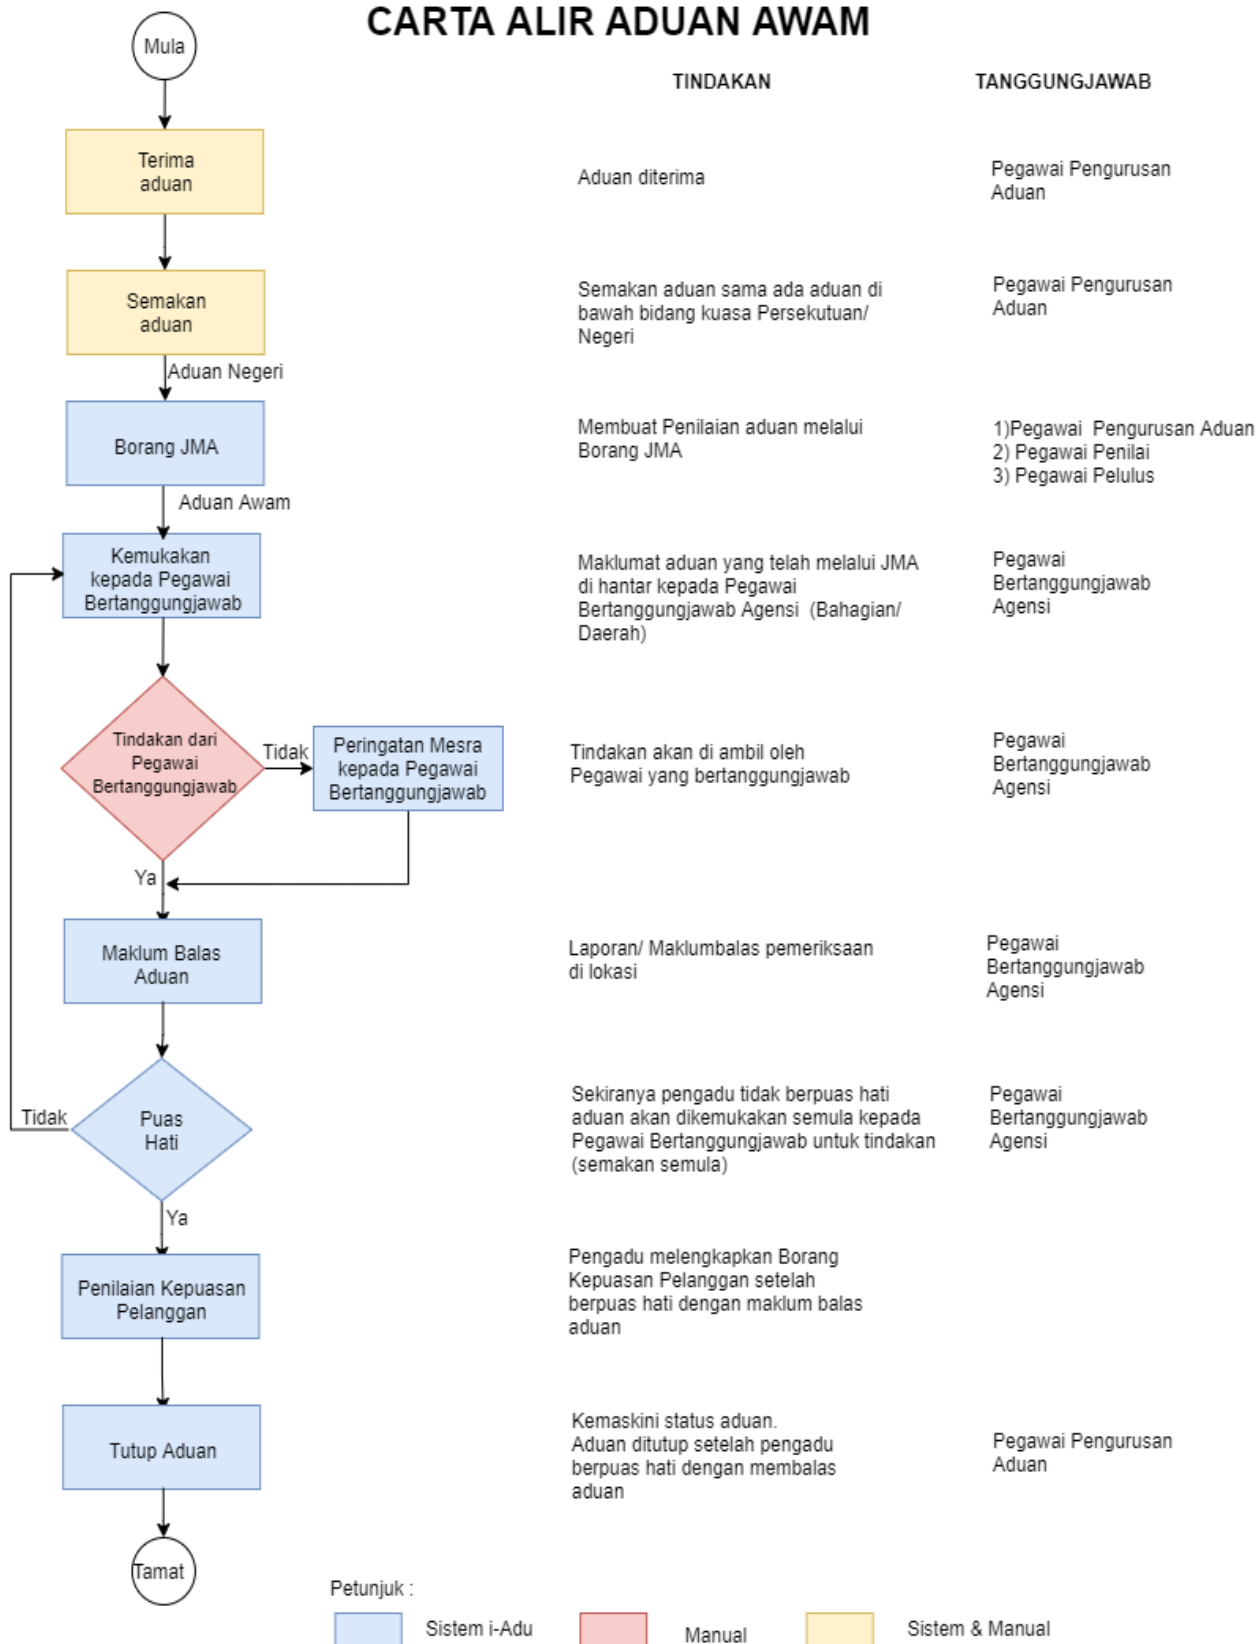 CARTA ALIR ADUAN AWAM
Mula
TINDAKAN
TANGGUNGJAWAB
Terima
aduan
Aduan diterima
Pegawai Pengurusan
Aduan
Semakan
aduan
Semakan aduan sama ada aduan di
bawah bidang kuasa Persekutuan/
Negeri
Pegawai Pengurusan
Aduan
Aduan Negeri
Borang JMA
Membuat Penilaian aduan melalui
Borang JMA
1)Pegawai  Pengurusan Aduan
2) Pegawai Penilai
3) Pegawai Pelulus
Aduan Awam
Kemukakan
kepada Pegawai
Bertanggungjawab
Maklumat aduan yang telah melalui JMA
di hantar kepada Pegawai
Bertanggungjawab Agensi  (Bahagian/
Daerah)
Pegawai
Bertanggungjawab
Agensi
Tindakan dari
Pegawai
Bertanggungjawab
Tidak
Peringatan Mesra
kepada Pegawai
Bertanggungjawab
Tindakan akan di ambil oleh
Pegawai yang bertanggungjawab
Pegawai
Bertanggungjawab
Agensi
Ya
Maklum Balas
Aduan
Laporan/ Maklumbalas pemeriksaan
di lokasi
Pegawai
Bertanggungjawab
Agensi
Tidak
Puas
Hati
Sekiranya pengadu tidak berpuas hati
aduan akan dikemukakan semula kepada
Pegawai Bertanggungjawab untuk tindakan
(semakan semula)
Pegawai
Bertanggungjawab
Agensi
Ya
Penilaian Kepuasan
Pelanggan
Pengadu melengkapkan Borang
Kepuasan Pelanggan setelah
berpuas hati dengan maklum balas
aduan
Tutup Aduan
Kemaskini status aduan.
Aduan ditutup setelah pengadu
berpuas hati dengan membalas
aduan
Pegawai Pengurusan
Aduan
Tamat
Petunjuk :
Sistem i-Adu
Manual
Sistem & Manual